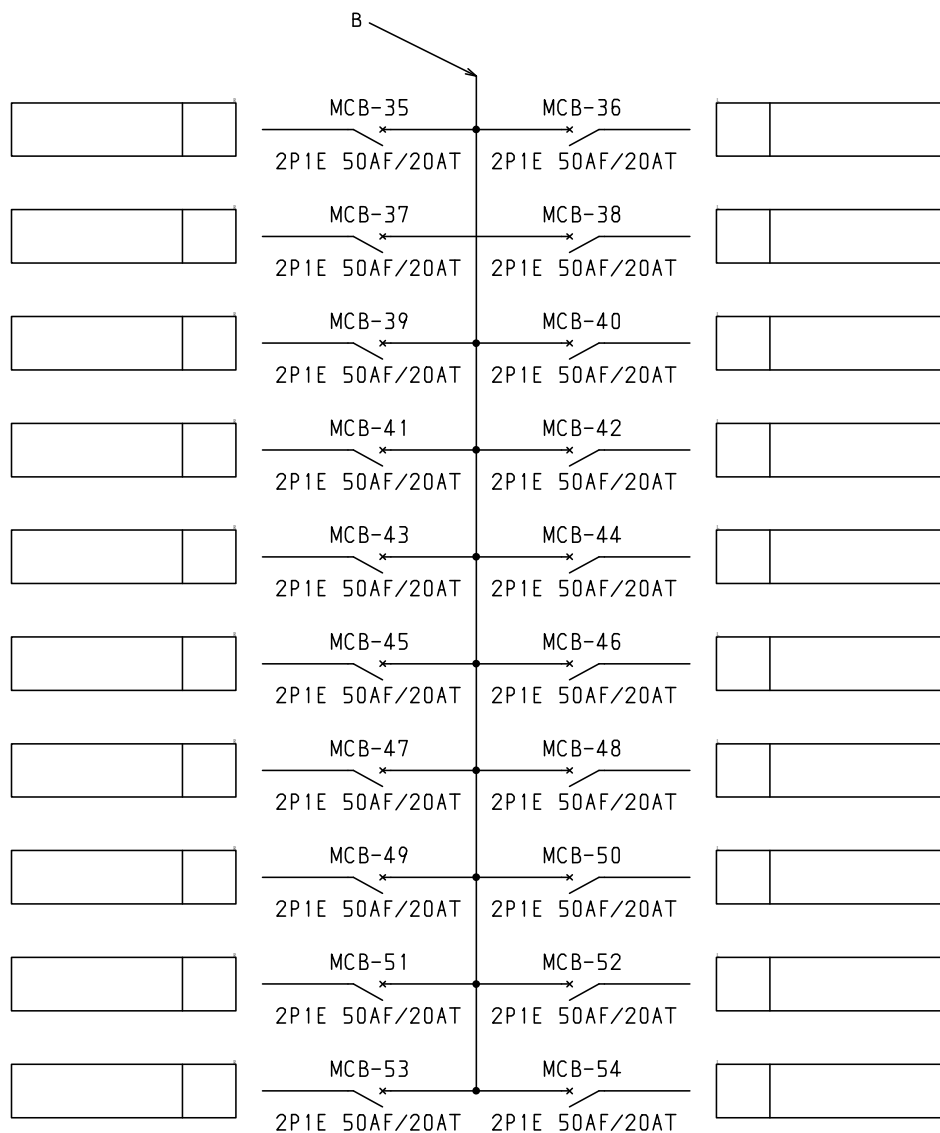 B
MCB-35 MCB-36
2P1E 50AF/20AT 2P1E 50AF/20AT
MCB-37 MCB-38
2P1E 50AF/20AT 2P1E 50AF/20AT
MCB-39 MCB-40
2P1E 50AF/20AT 2P1E 50AF/20AT
MCB-41 MCB-42
2P1E 50AF/20AT 2P1E 50AF/20AT
MCB-43 MCB-44
2P1E 50AF/20AT 2P1E 50AF/20AT
MCB-45 MCB-46
2P1E 50AF/20AT 2P1E 50AF/20AT
MCB-47 MCB-48
2P1E 50AF/20AT 2P1E 50AF/20AT
MCB-49 MCB-50
2P1E 50AF/20AT 2P1E 50AF/20AT
MCB-51 MCB-52
2P1E 50AF/20AT 2P1E 50AF/20AT
MCB-53 MCB-54
2P1E 50AF/20AT 2P1E 50AF/20AT